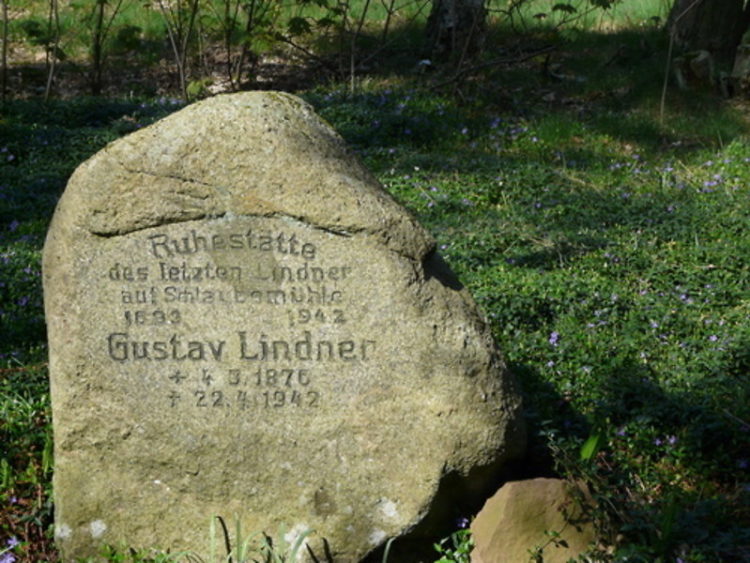 Ruhestätte
des letzten Lindner
auf Schlaubemühle
1693 1942
Gustav Lindner
+ 4.3.1876
+ 22.4.1942